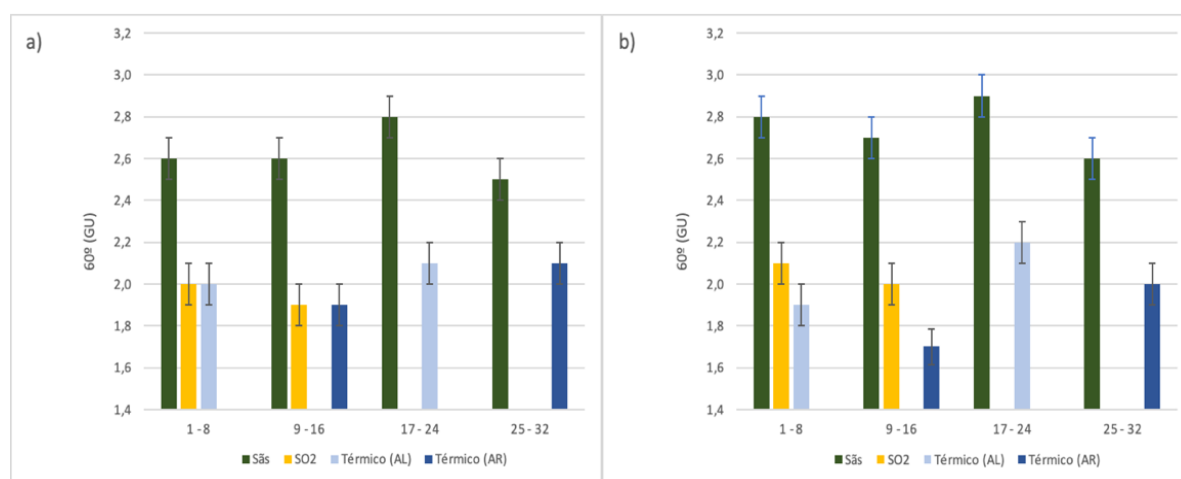 a)
3,2
3,0
2,8
2,6
2,4
2,2
2,0
1,8
1,6
1,4
60º (GU)
1 - 8
9 - 16
17 - 24
25 - 32
Sãs SO2 Térmico (AL) Térmico (AR)
b)
3,2
3,0
2,8
2,6
2,4
2,2
2,0
1,8
1,6
1,4
60º (GU)
1 - 8
9 - 16
17 - 24
25 - 32
Sãs SO2 Térmico (AL) Térmico (AR)